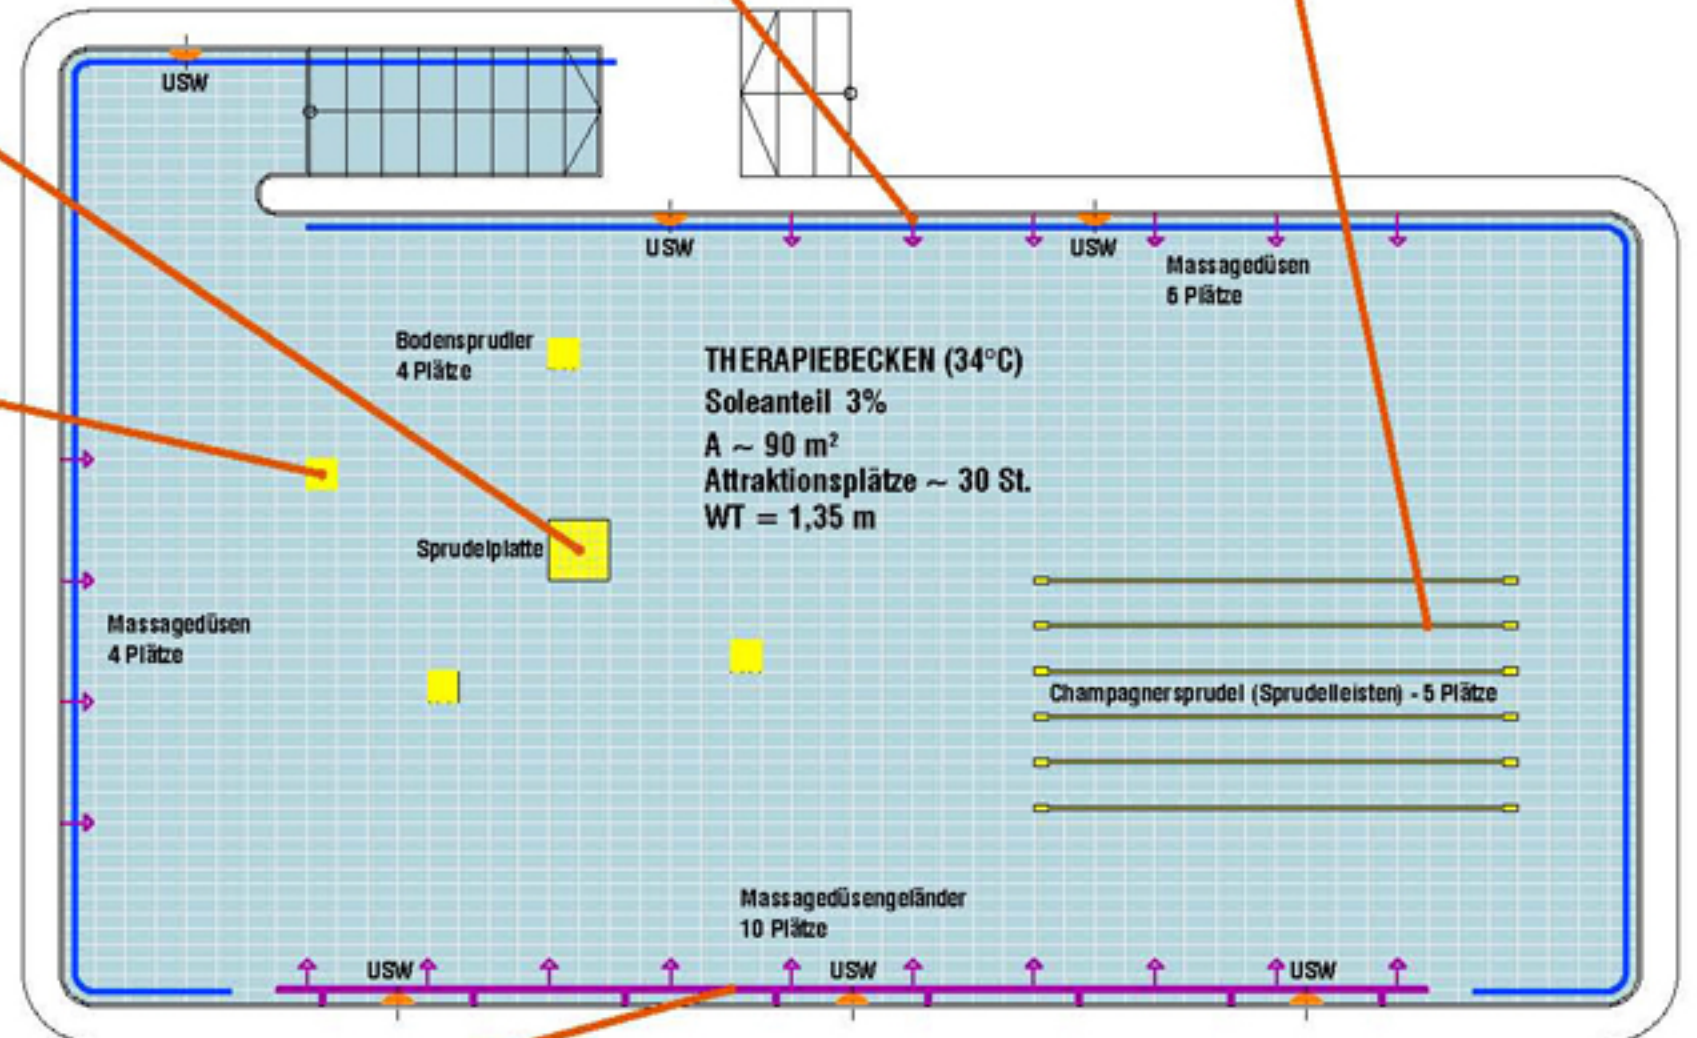 USW
USW
USW
Massagedüsen
6 Plätze
Bodensprudler
4 Plätze
THERAPIEBECKEN (34°C)
Soleanteil 3%
A ~ 90 m²
Attraktionsplätze ~ 30 St.
WT = 1,35 m
Sprudelplatte
Massagedüsen
4 Plätze
Champagnersprudel (Sprudelleisten) - 5 Plätze
Massagedüsengeländer
10 Plätze
USW
USW
USW